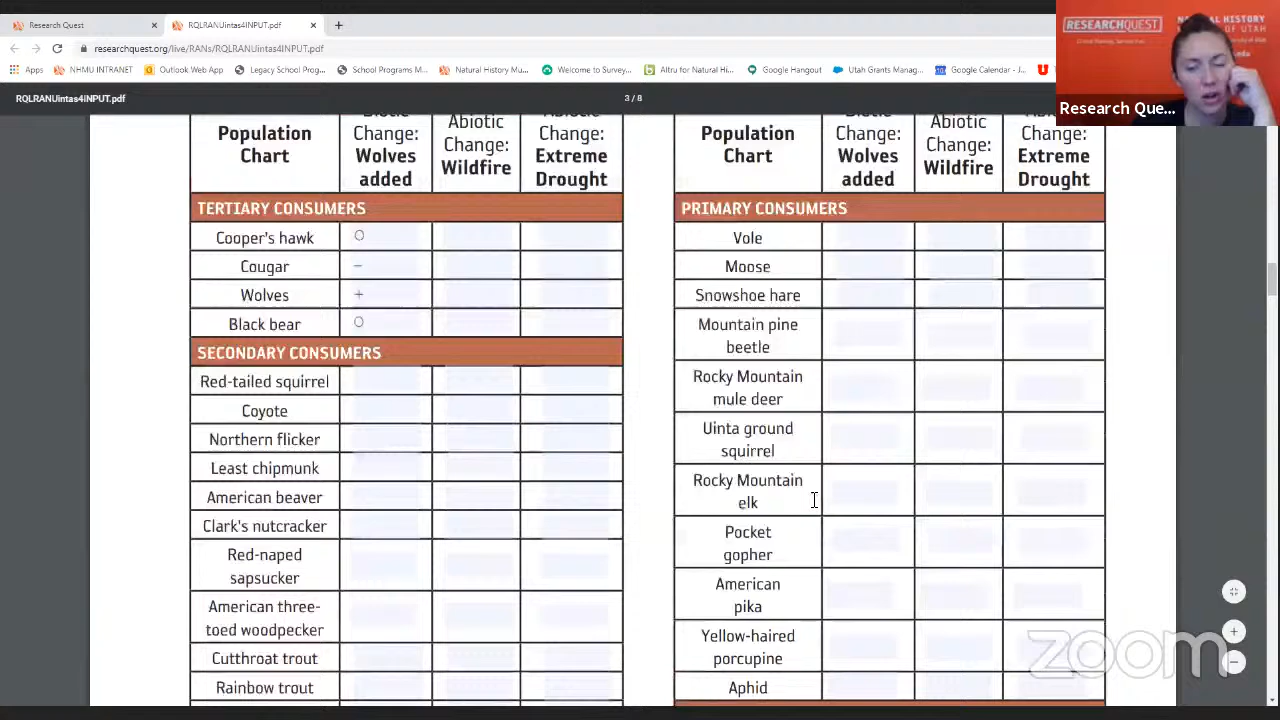 Research Quest
RQLRANUintas4INPUT.pdf
researchquest.org/live/RANs/RQLRANUintas4INPUT.pdf
Apps
NHMU INTRANET
Outlook Web App
Legacy School Prog...
School Programs M...
Natural History Mu...
Welcome to Survey...
Altru for Natural Hi...
Google Hangout
Utah Grants Manag...
Google Calendar - J...
RQLRANUintas4INPUT.pdf
3 / 8
RESEARCHQUEST
NATURAL HISTORY
OF UTAH
Research Que...
Population
Chart
Change:
Wolves
added
Abiotic
Change:
Wildfire
Change:
Extreme
Drought
TERTIARY CONSUMERS
Cooper's hawk O
Cougar –
Wolves +
Black bear O
SECONDARY CONSUMERS
Red-tailed squirrel
Coyote
Northern flicker
Least chipmunk
American beaver
Clark's nutcracker
Red-naped
sapsucker
American three-
toed woodpecker
Cutthroat trout
Rainbow trout
Population
Chart
Change:
Wolves
added
Abiotic
Change:
Wildfire
Change:
Extreme
Drought
PRIMARY CONSUMERS
Vole
Moose
Snowshoe hare
Mountain pine
beetle
Rocky Mountain
mule deer
Uinta ground
squirrel
Rocky Mountain
elk
Pocket
gopher
American
pika
Yellow-haired
porcupine
Aphid
zoom